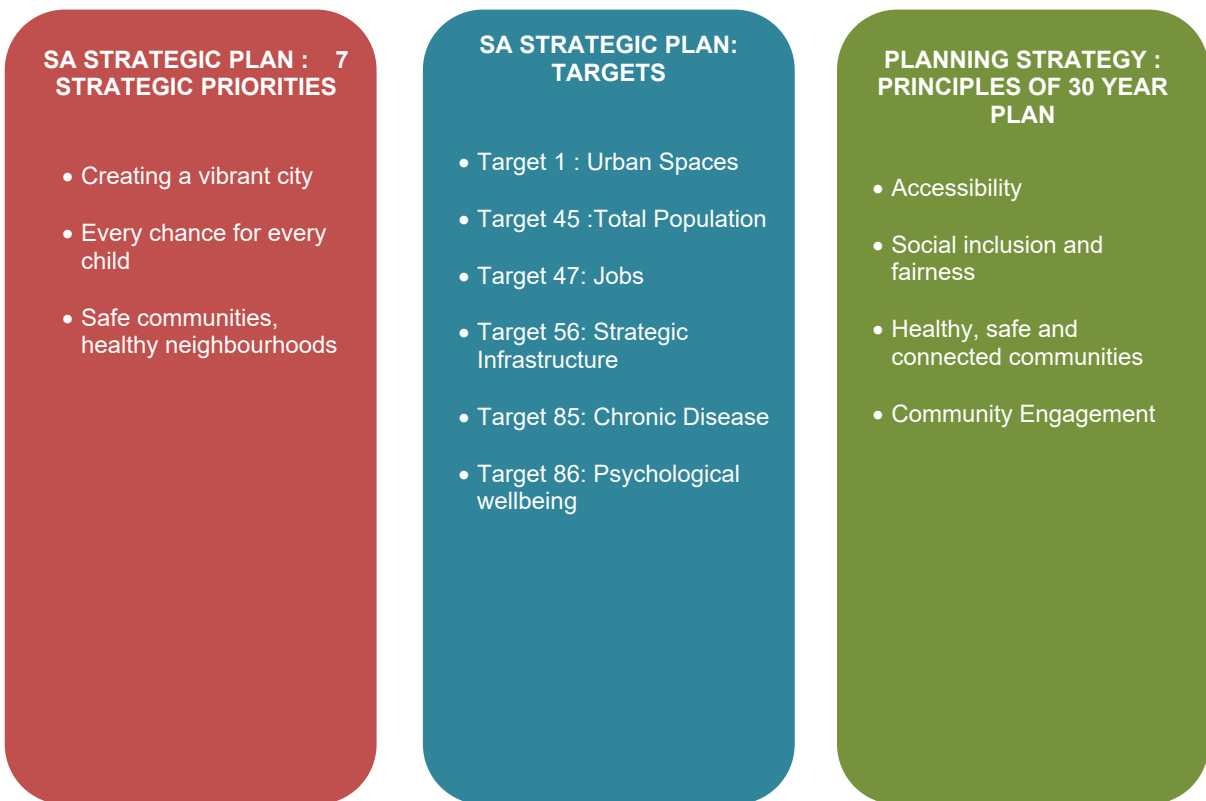 SA STRATEGIC PLAN : 7
STRATEGIC PRIORITIES
• Creating a vibrant city
• Every chance for every
child
• Safe communities,
healthy neighbourhoods
SA STRATEGIC PLAN:
TARGETS
• Target 1 : Urban Spaces
• Target 45 :Total Population
• Target 47: Jobs
• Target 56: Strategic
Infrastructure
• Target 85: Chronic Disease
• Target 86: Psychological
wellbeing
PLANNING STRATEGY :
PRINCIPLES OF 30 YEAR
PLAN
• Accessibility
• Social inclusion and
fairness
• Healthy, safe and
connected communities
• Community Engagement